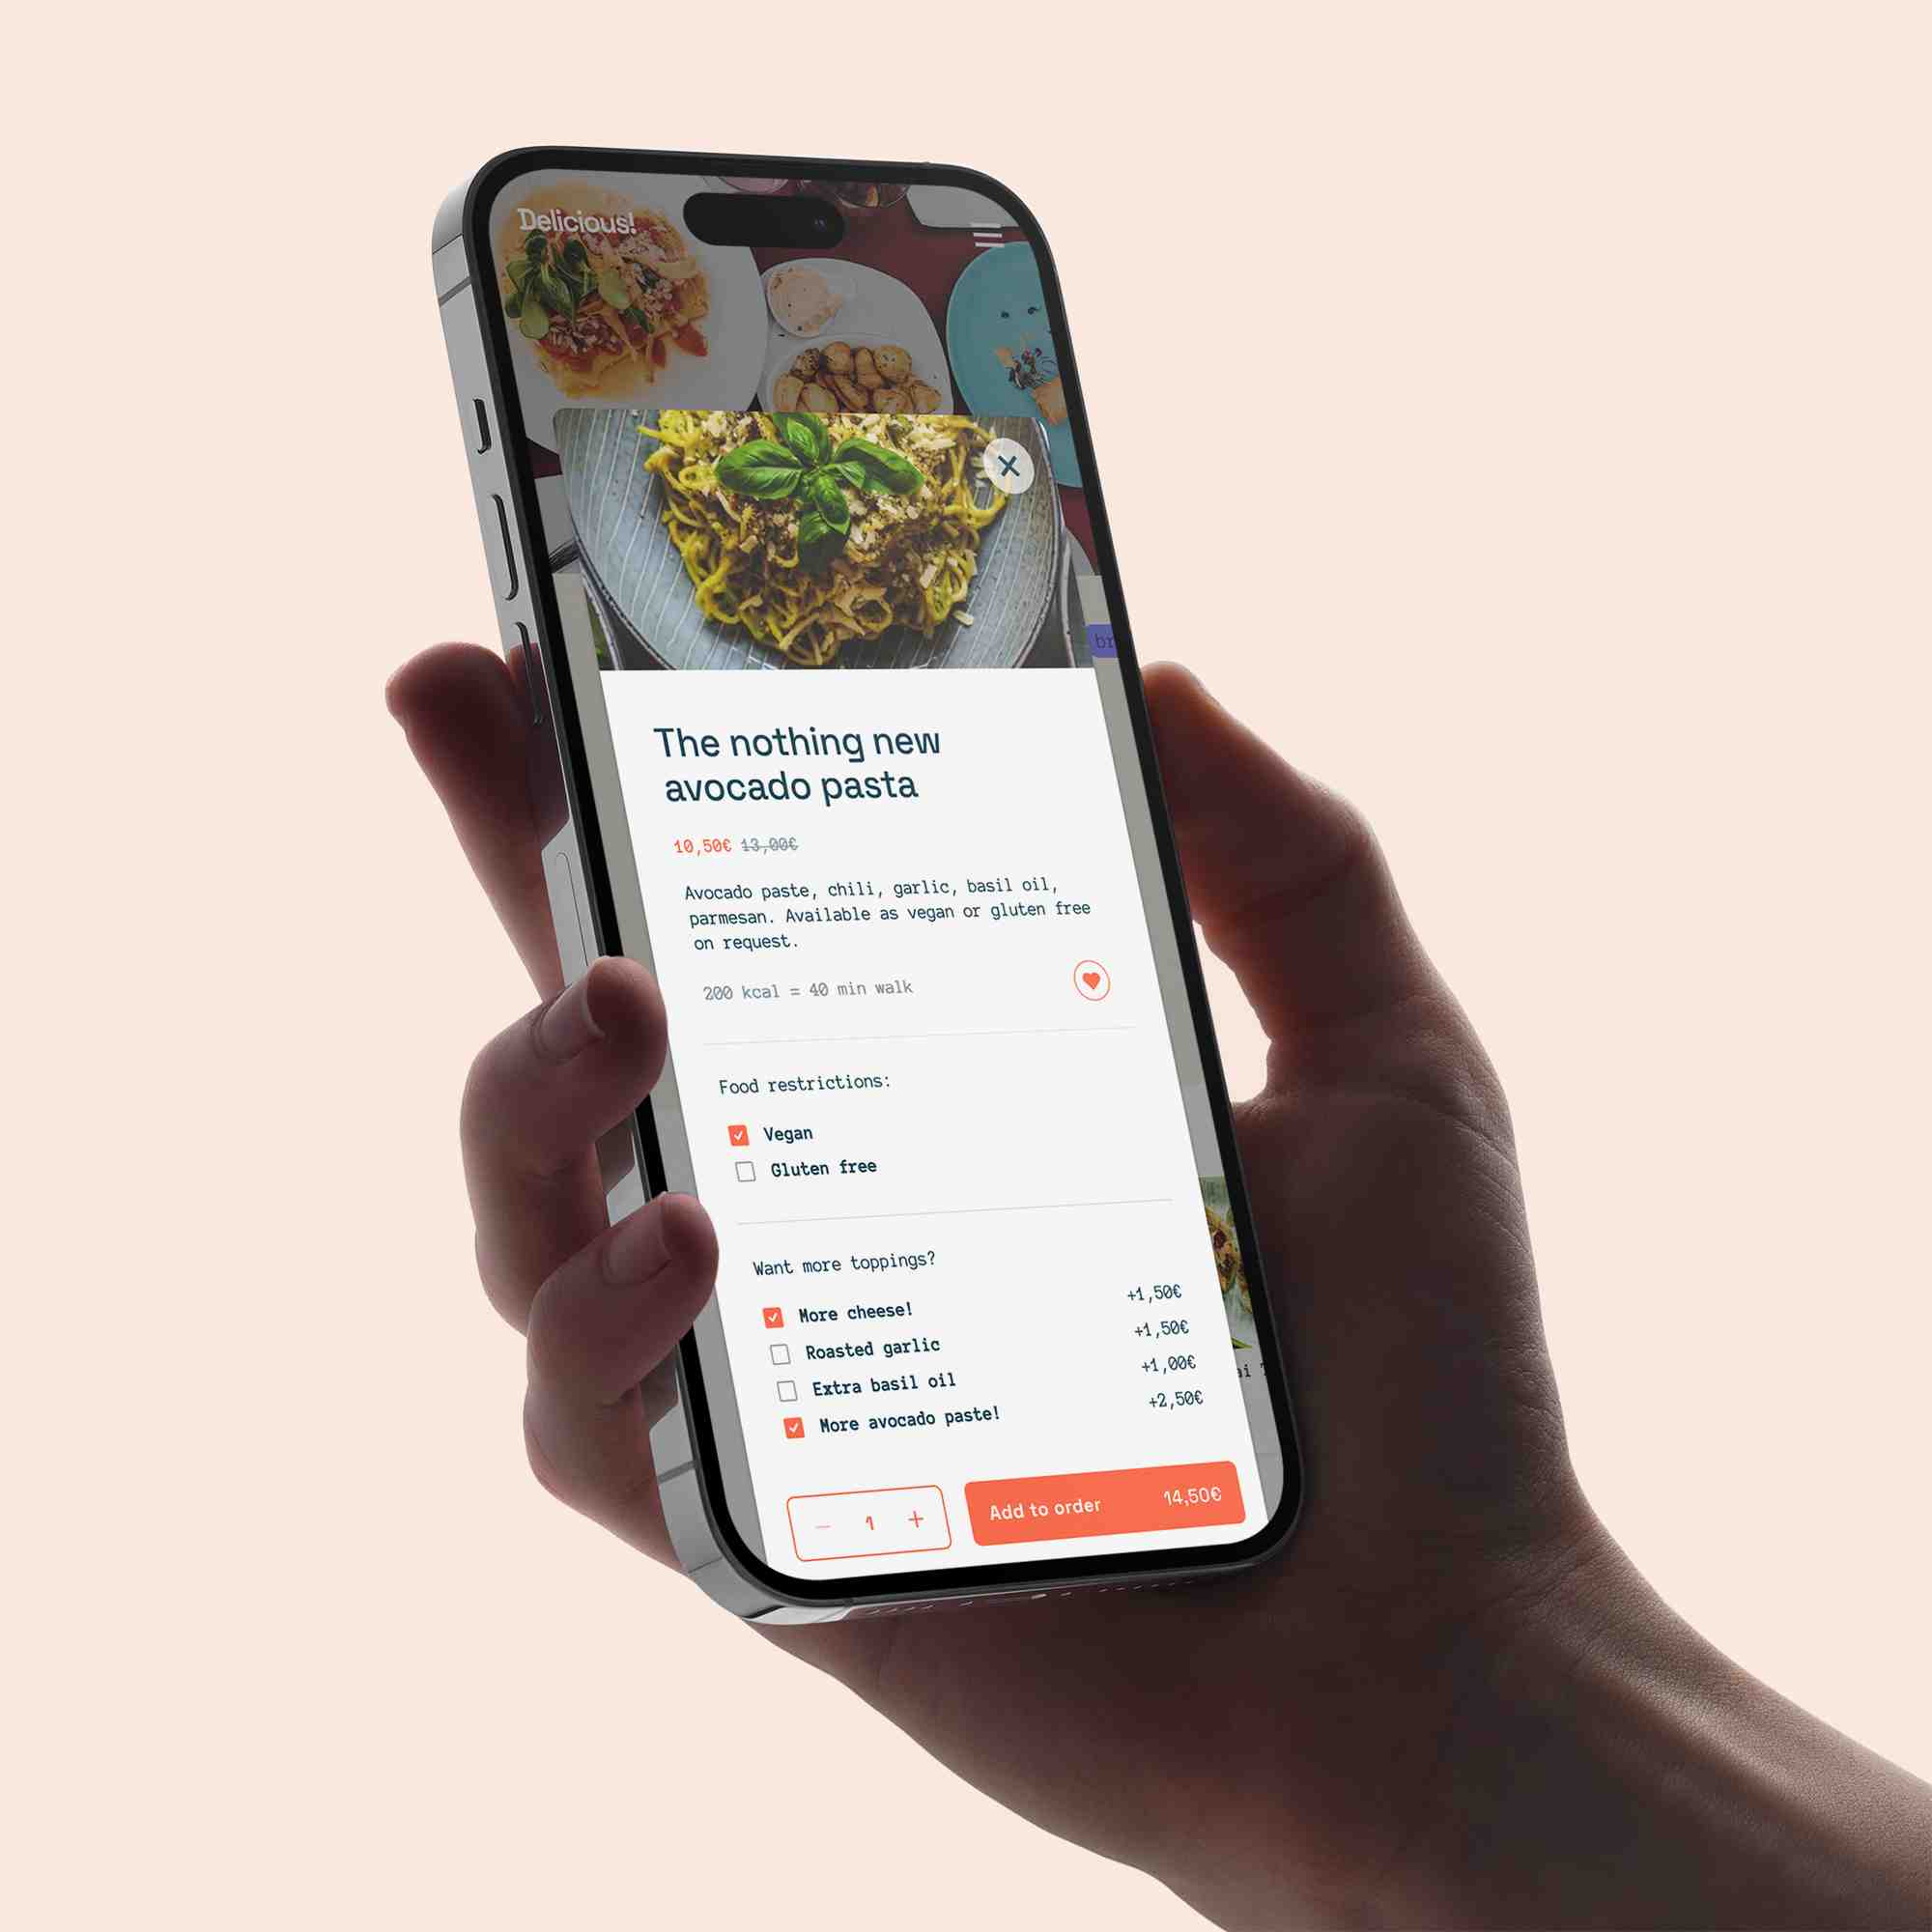 Delicious!
br
The nothing new
avocado pasta
10,50€ 13,00€
Avocado paste, chili, garlic, basil oil,
parmesan. Available as vegan or gluten free
on request.
200 kcal = 40 min walk
Food restrictions:
Vegan
Gluten free
Want more toppings?
More cheese! +1,50€
Roasted garlic +1,50€
Extra basil oil +1,00€
More avocado paste! +2,50€
1 Add to order 14,50€